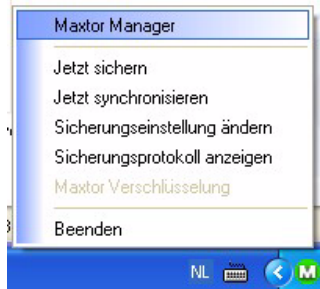 Maxtor Manager
Jetzt sichern
Jetzt synchronisieren
Sicherungseinstellung ändern
Sicherungsprotokoll anzeigen
Maxtor Verschlüsselung
Beenden
NL
M